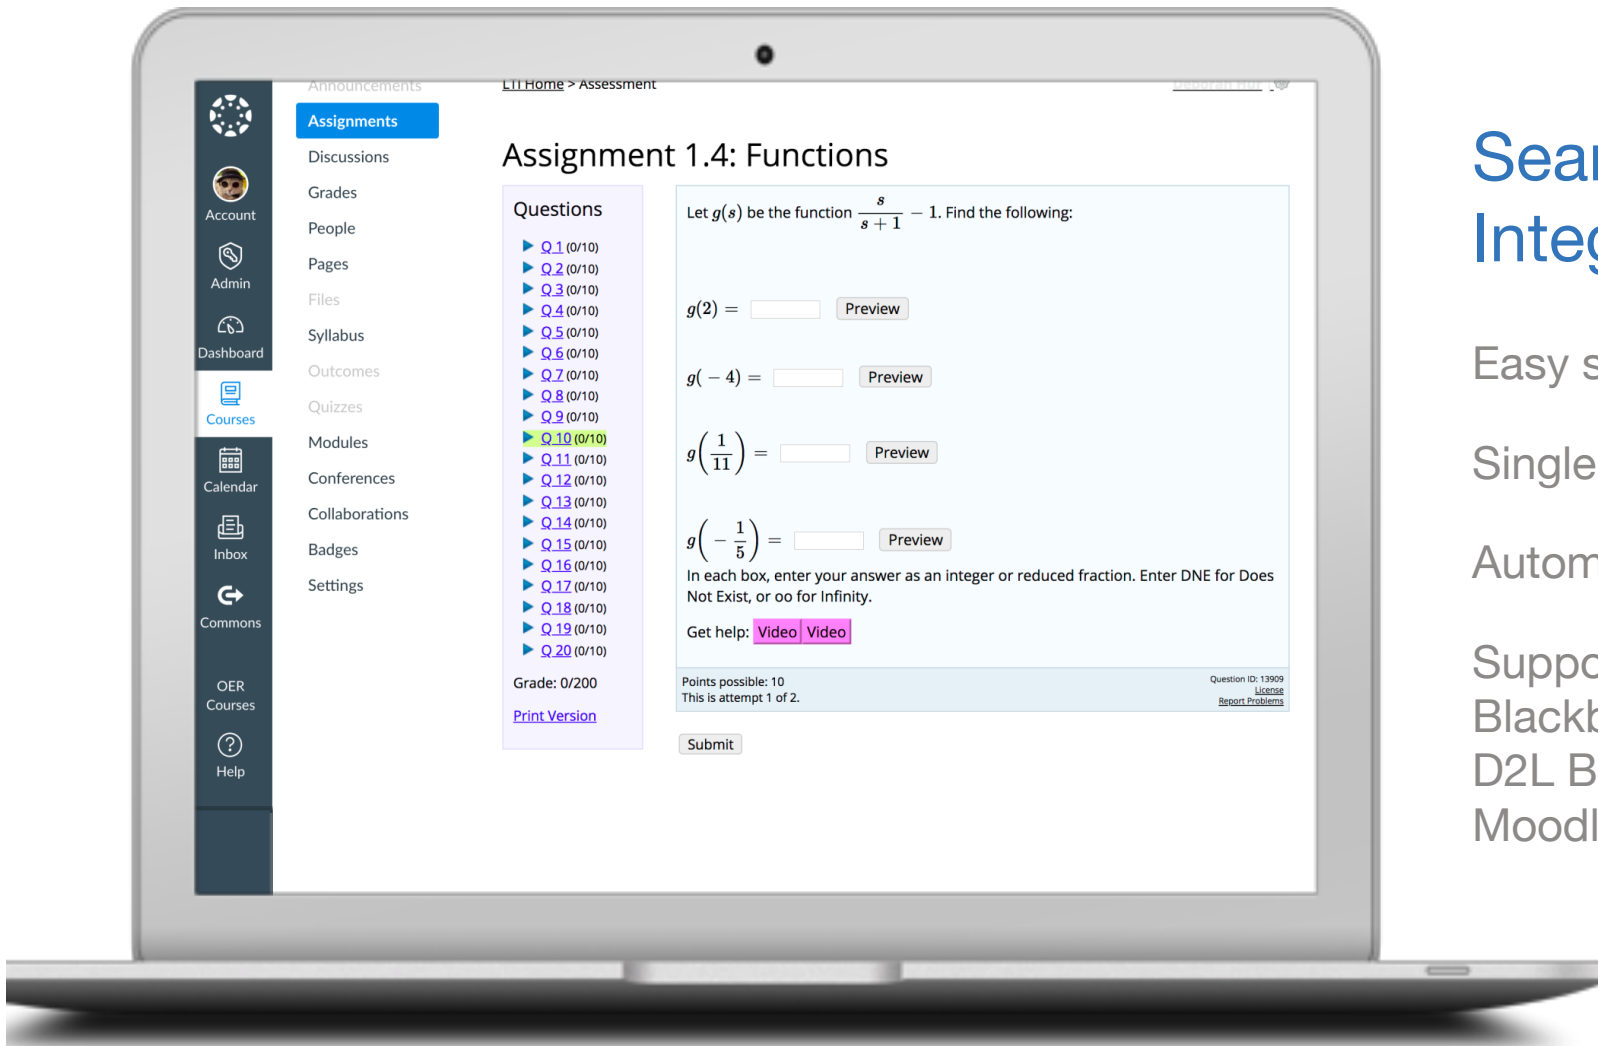 Announcements
LTI Home > Assessment
Deborah Hur
Assignments
Discussions
Grades
People
Pages
Files
Syllabus
Outcomes
Quizzes
Modules
Conferences
Collaborations
Badges
Settings
Account
Admin
Dashboard
Courses
Calendar
Inbox
Commons
OER
Courses
Help
Assignment 1.4: Functions
Questions
Q 1 (0/10)
Q 2 (0/10)
Q 3 (0/10)
Q 4 (0/10)
Q 5 (0/10)
Q 6 (0/10)
Q 7 (0/10)
Q 8 (0/10)
Q 9 (0/10)
Q 10 (0/10)
Q 11 (0/10)
Q 12 (0/10)
Q 13 (0/10)
Q 14 (0/10)
Q 15 (0/10)
Q 16 (0/10)
Q 17 (0/10)
Q 18 (0/10)
Q 19 (0/10)
Q 20 (0/10)
Grade: 0/200
Print Version
Let g(s) be the function s/(s + 1) − 1. Find the following:
g(2) = Preview
g( − 4) = Preview
g(1/11) = Preview
g( − 1/5) = Preview
In each box, enter your answer as an integer or reduced fraction. Enter DNE for Does
Not Exist, or oo for Infinity.
Get help: Video Video
Points possible: 10
This is attempt 1 of 2.
Question ID: 13909
License
Report Problems
Submit
Sear
Integ
Easy s
Single
Autom
Suppo
Blackb
D2L B
Moodl